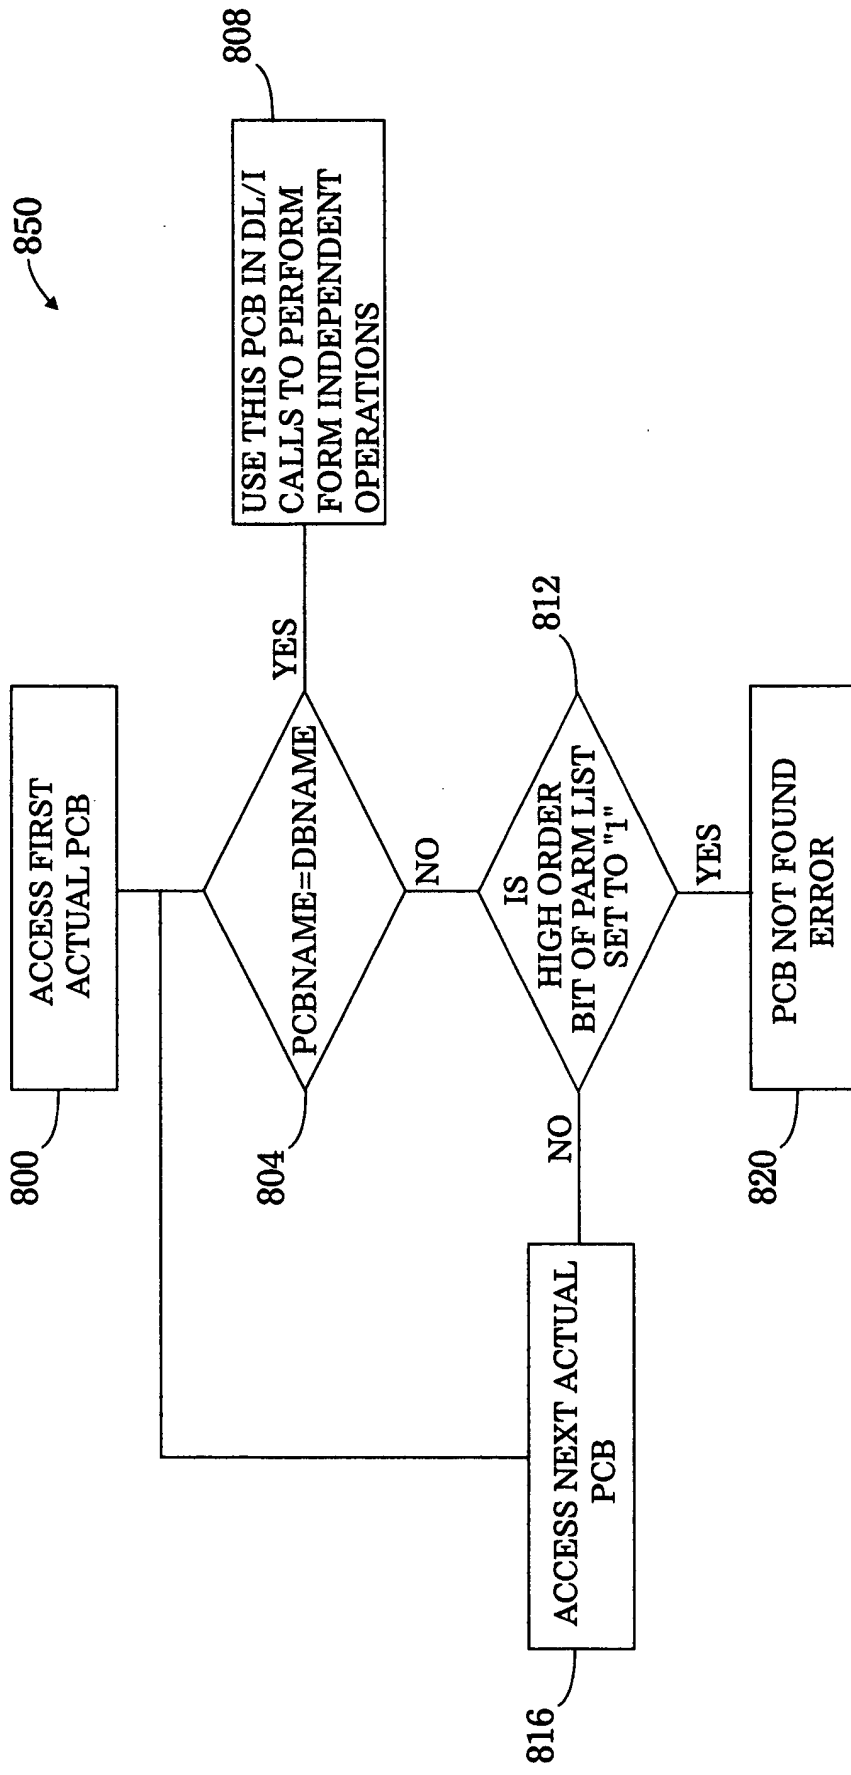 850
800
ACCESS FIRST
ACTUAL PCB
804
PCBNAME=DBNAME
YES
808
USE THIS PCB IN DL/I
CALLS TO PERFORM
FORM INDEPENDENT
OPERATIONS
NO
812
IS
HIGH ORDER
BIT OF PARM LIST
SET TO "1"
NO
816
ACCESS NEXT ACTUAL
PCB
YES
820
PCB NOT FOUND
ERROR